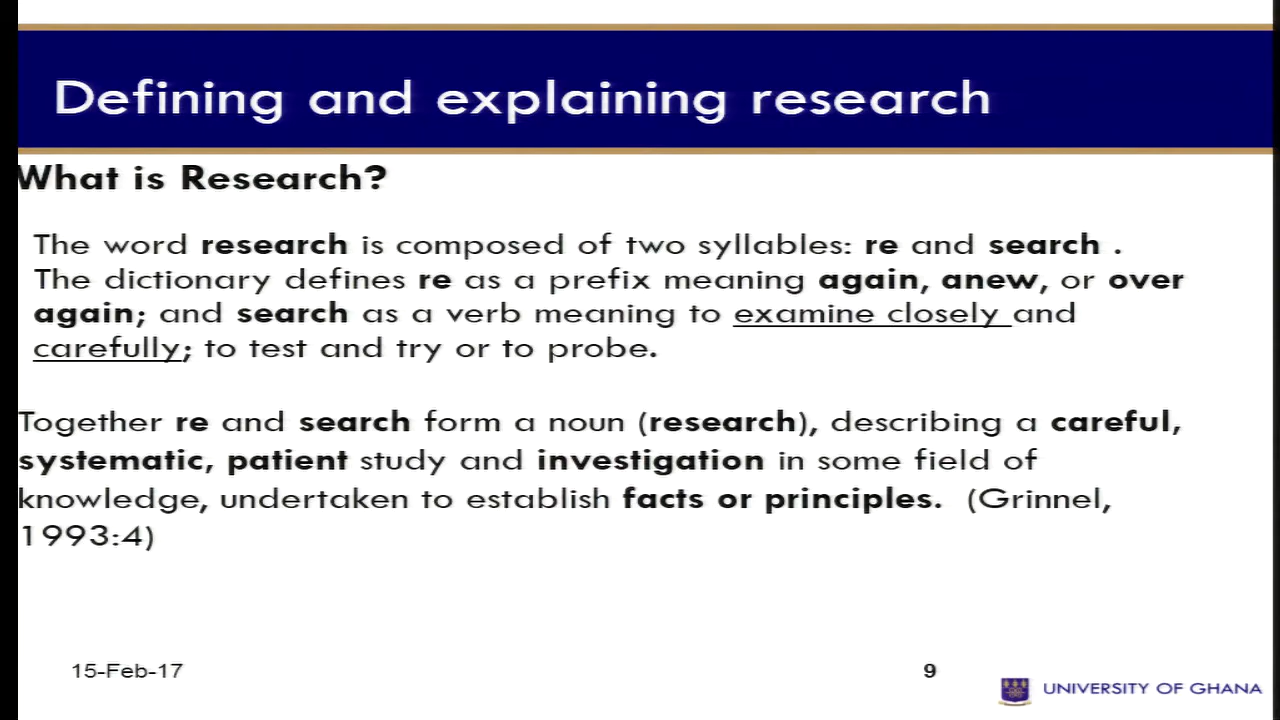 Defining and explaining research
What is Research?
The word research is composed of two syllables: re and search .
The dictionary defines re as a prefix meaning again, anew, or over
again; and search as a verb meaning to examine closely and
carefully; to test and try or to probe.
Together re and search form a noun (research), describing a careful,
systematic, patient study and investigation in some field of
knowledge, undertaken to establish facts or principles. (Grinnel,
1993:4)
15-Feb-17
9
UNIVERSITY OF GHANA